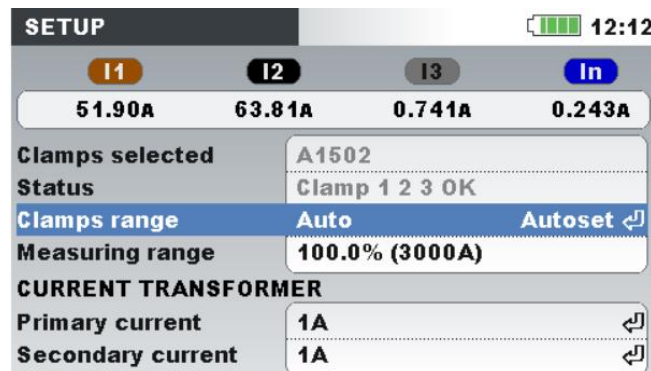 SETUP 12:12
I1 I2 I3 In
51.90A 63.81A 0.741A 0.243A
Clamps selected A1502
Status Clamp 1 2 3 OK
Clamps range Auto Autoset
Measuring range 100.0% (3000A)
CURRENT TRANSFORMER
Primary current 1A
Secondary current 1A